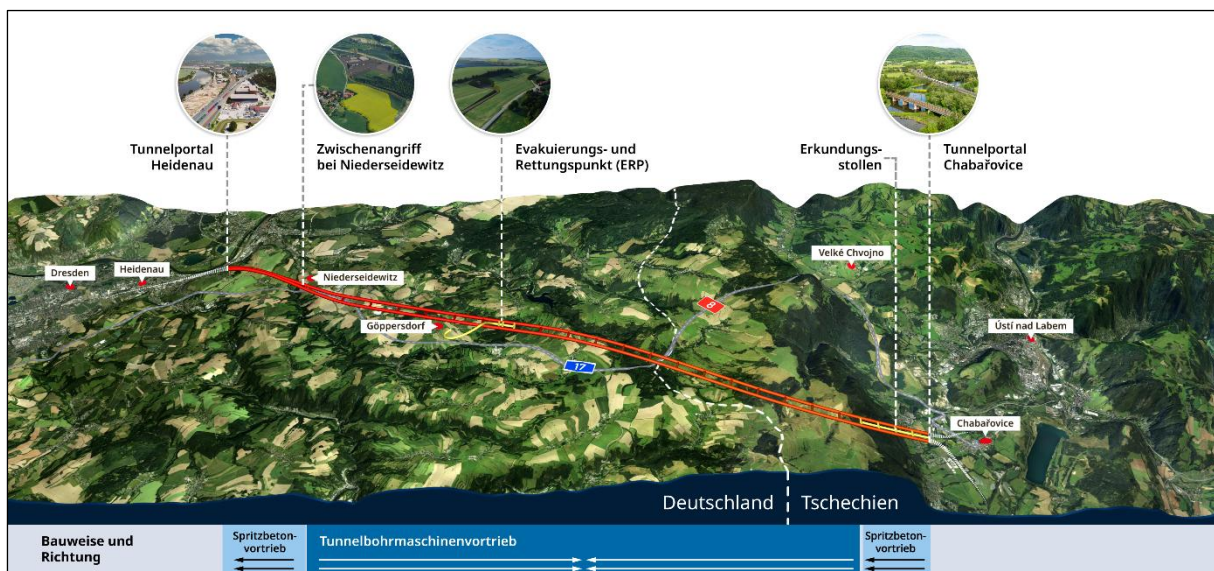 Tunnelportal
Heidenau
Zwischenangriff
bei Niederseidewitz
Evakuierungs- und
Rettungspunkt (ERP)
Erkundungs-
stollen
Tunnelportal
Chabařovice
Dresden
Heidenau
Niederseidewitz
Göppersdorf
17
8
Velké Chvojno
Ústí nad Labem
Chabařovice
Deutschland
Tschechien
Bauweise und
Richtung
Spritzbeton-
vortrieb
Tunnelbohrmaschinenvortrieb
Spritzbeton-
vortrieb